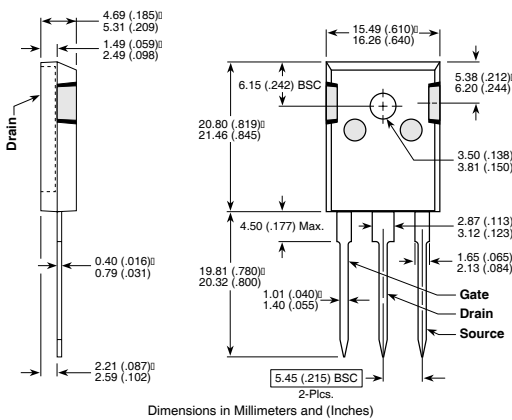 4.69 (.185)
5.31 (.209)
1.49 (.059)
2.49 (.098)
15.49 (.610)
16.26 (.640)
6.15 (.242) BSC
5.38 (.212)
6.20 (.244)
Drain
20.80 (.819)
21.46 (.845)
3.50 (.138)
3.81 (.150)
4.50 (.177) Max.
2.87 (.113)
3.12 (.123)
0.40 (.016)
0.79 (.031)
19.81 (.780)
20.32 (.800)
1.65 (.065)
2.13 (.084)
1.01 (.040)
1.40 (.055)
Gate
Drain
Source
2.21 (.087)
2.59 (.102)
5.45 (.215) BSC
2-Plcs.
Dimensions in Millimeters and (Inches)